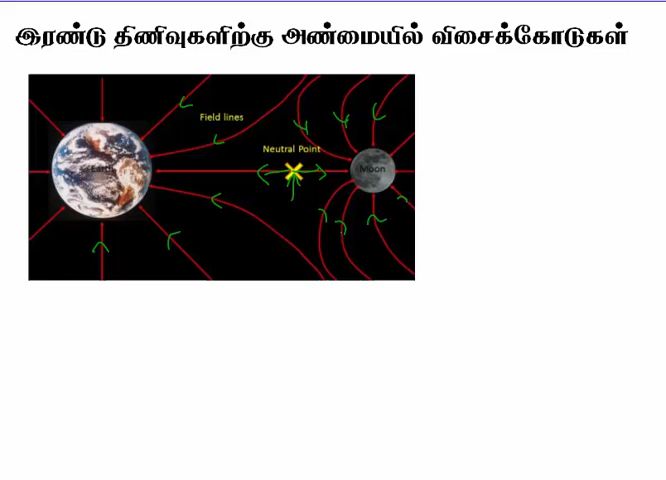 இரண்டு திணிவுகளிற்கு அண்மையில் விசைக்கோடுகள்
Field lines
Neutral Point
Earth
Moon